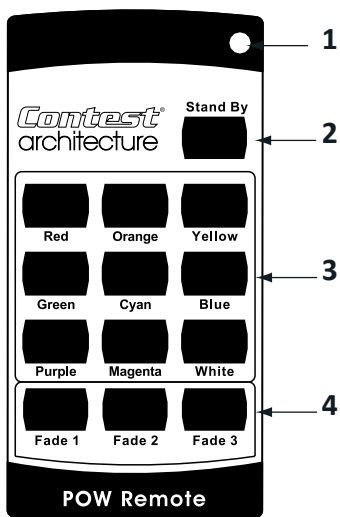 1
Stand By
2
Contest®
architecture
Red Orange Yellow
Green Cyan Blue
3
Purple Magenta White
4
Fade 1 Fade 2 Fade 3
POW Remote